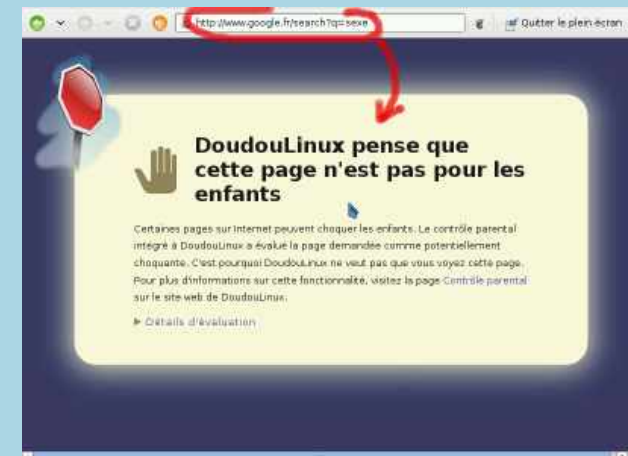 http://www.google.fr/search?q=sexe
Quitter le plein écran
DoudouLinux pense que
cette page n'est pas pour les
enfants
Certaines pages sur Internet peuvent choquer les enfants. Le contrôle parental
intégré à DoudouLinux a évalué la page demandée comme potentiellement
choquante. C'est pourquoi DoudouLinux ne veut pas que vous voyez cette page.
Pour plus d'informations sur cette fonctionnalité, visitez la page Contrôle parental
sur le site web de DoudouLinux.
Détails d'évaluation